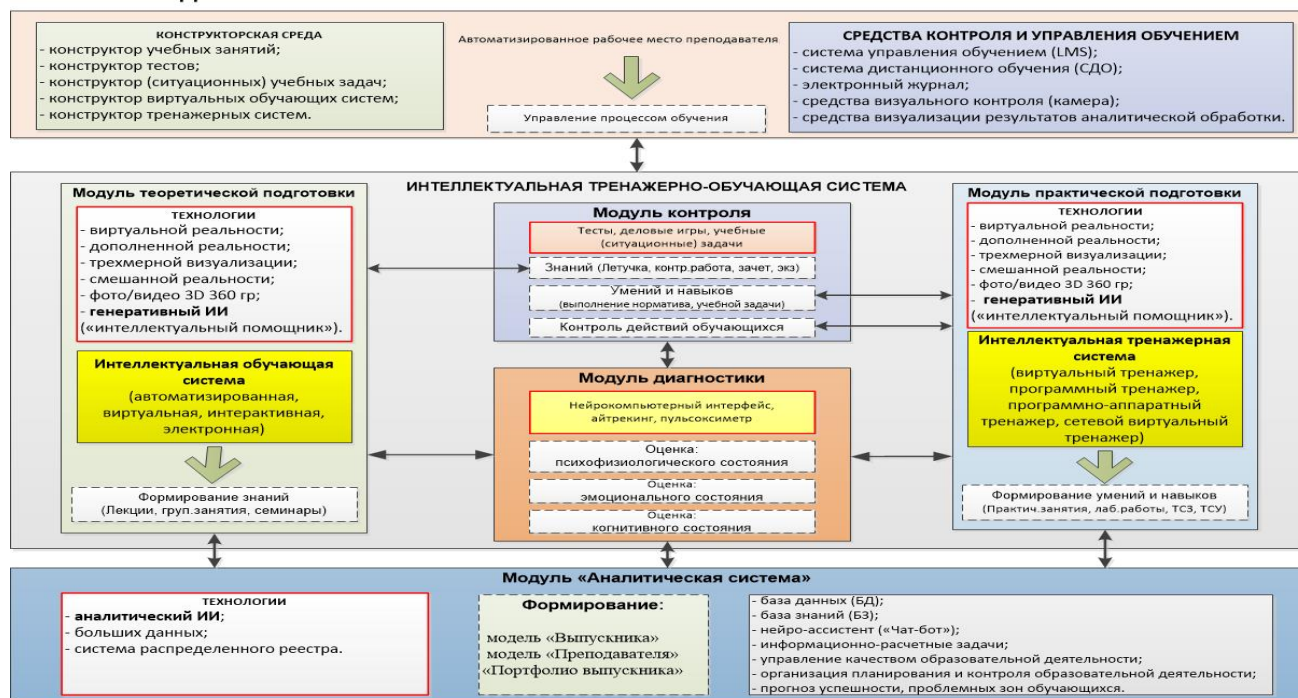 КОНСТРУКТОРСКАЯ СРЕДА
- конструктор учебных занятий;
- конструктор тестов;
- конструктор (ситуационных) учебных задач;
- конструктор виртуальных обучающих систем;
- конструктор тренажерных систем.
Автоматизированное рабочее место преподавателя
Управление процессом обучения
СРЕДСТВА КОНТРОЛЯ И УПРАВЛЕНИЯ ОБУЧЕНИЕМ
- система управления обучением (LMS);
- система дистанционного обучения (СДО);
- электронный журнал;
- средства визуального контроля (камера);
- средства визуализации результатов аналитической обработки.
ИНТЕЛЛЕКТУАЛЬНАЯ ТРЕНАЖЕРНО-ОБУЧАЮЩАЯ СИСТЕМА
Модуль теоретической подготовки
ТЕХНОЛОГИИ
- виртуальной реальности;
- дополненной реальности;
- трехмерной визуализации;
- смешанной реальности;
- фото/видео 3D 360 гр;
- генеративный ИИ
(«интеллектуальный помощник»).
Интеллектуальная обучающая
система
(автоматизированная,
виртуальная, интерактивная,
электронная)
Формирование знаний
(Лекции, груп.занятия, семинары)
Модуль контроля
Тесты, деловые игры, учебные
(ситуационные) задачи
Знаний (Летучка, контр.работа, зачет, экз)
Умений и навыков
(выполнение норматива, учебной задачи)
Контроль действий обучающихся
Модуль диагностики
Нейрокомпьютерный интерфейс,
айтрекинг, пульсоксиметр
Оценка:
психофизиологического состояния
Оценка:
эмоционального состояния
Оценка:
когнитивного состояния
Модуль практической подготовки
ТЕХНОЛОГИИ
- виртуальной реальности;
- дополненной реальности;
- трехмерной визуализации;
- смешанной реальности;
- фото/видео 3D 360 гр;
- генеративный ИИ
(«интеллектуальный помощник»).
Интеллектуальная тренажерная
система
(виртуальный тренажер,
программный тренажер,
программно-аппаратный
тренажер, сетевой виртуальный
тренажер)
Формирование умений и навыков
(Практич.занятия, лаб.работы, ТСЗ, ТСУ)
Модуль «Аналитическая система»
ТЕХНОЛОГИИ
- аналитический ИИ;
- больших данных;
- система распределенного реестра.
Формирование:
модель «Выпускника»
модель «Преподавателя»
«Портфолио выпускника»
- база данных (БД);
- база знаний (БЗ);
- нейро-ассистент («Чат-бот»);
- информационно-расчетные задачи;
- управление качеством образовательной деятельности;
- организация планирования и контроля образовательной деятельности;
- прогноз успешности, проблемных зон обучающихся.